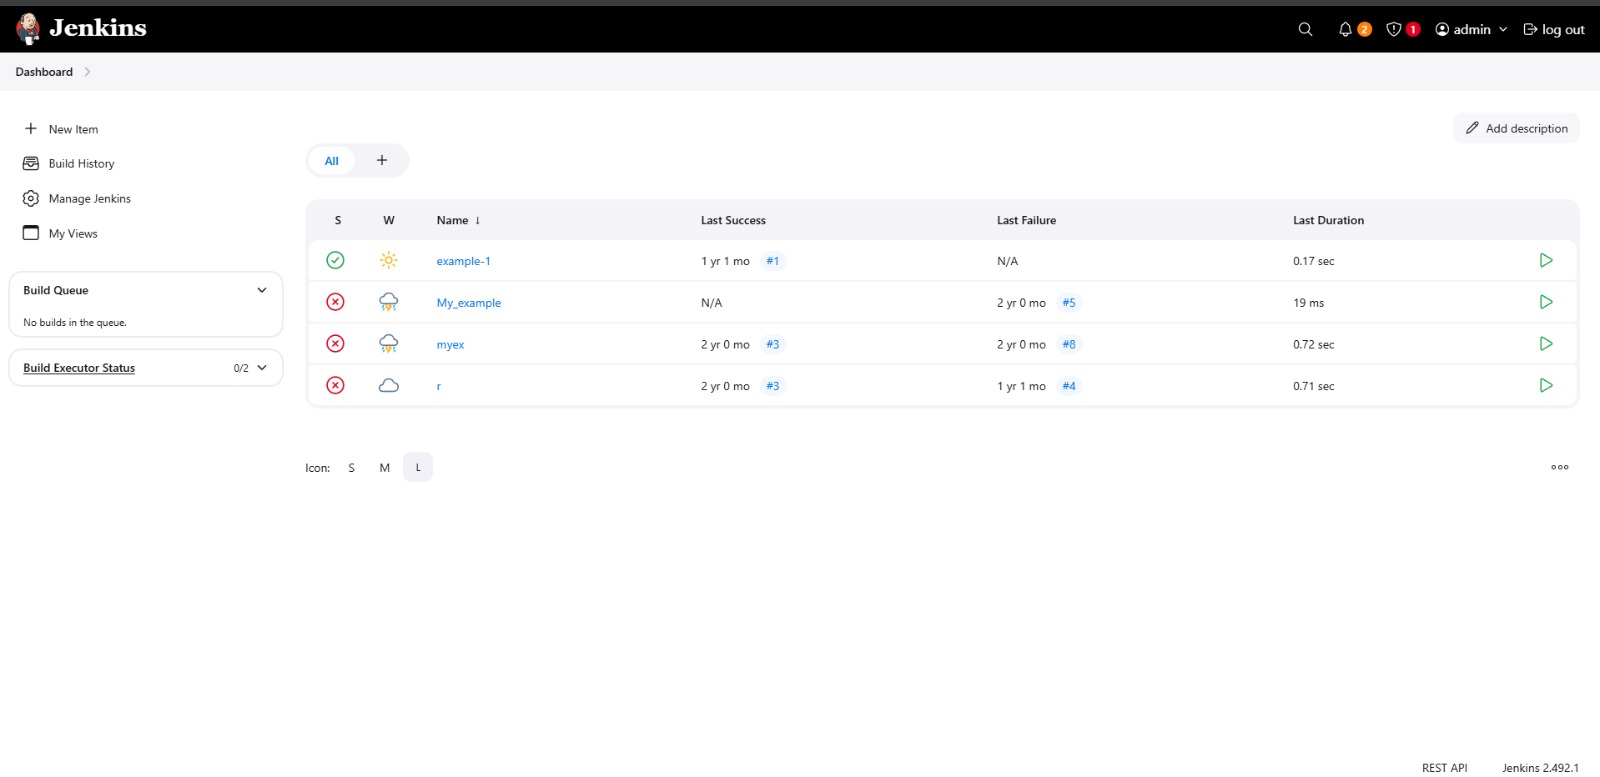 Jenkins 2 1 admin log out
Dashboard
New Item
Build History
Manage Jenkins
My Views
Build Queue
No builds in the queue.
Build Executor Status 0/2
Add description
All +
S W Name ↓ Last Success Last Failure Last Duration
example-1 1 yr 1 mo #1 N/A 0.17 sec
My_example N/A 2 yr 0 mo #5 19 ms
myex 2 yr 0 mo #3 2 yr 0 mo #8 0.72 sec
r 2 yr 0 mo #3 1 yr 1 mo #4 0.71 sec
Icon: S M L
REST API Jenkins 2.492.1